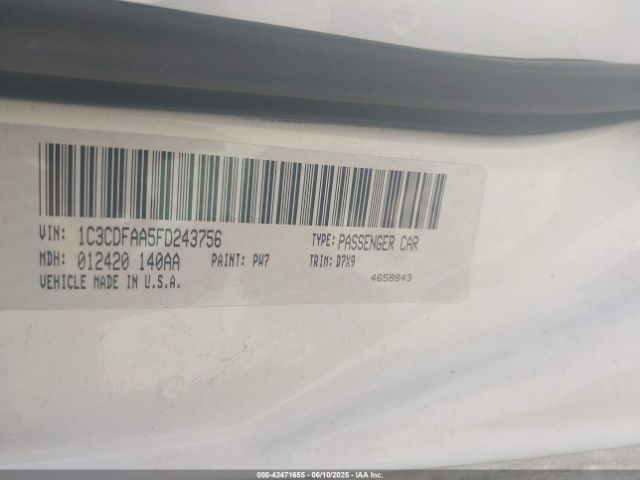 VIN: 1C3CDFAA5FD243756 TYPE: PASSENGER CAR
MDH: 012420 140AA PAINT: PW7 TRIM: D7X9
VEHICLE MADE IN U.S.A. 4658843
000-42471655 - 06/10/2025 - IAA Inc.